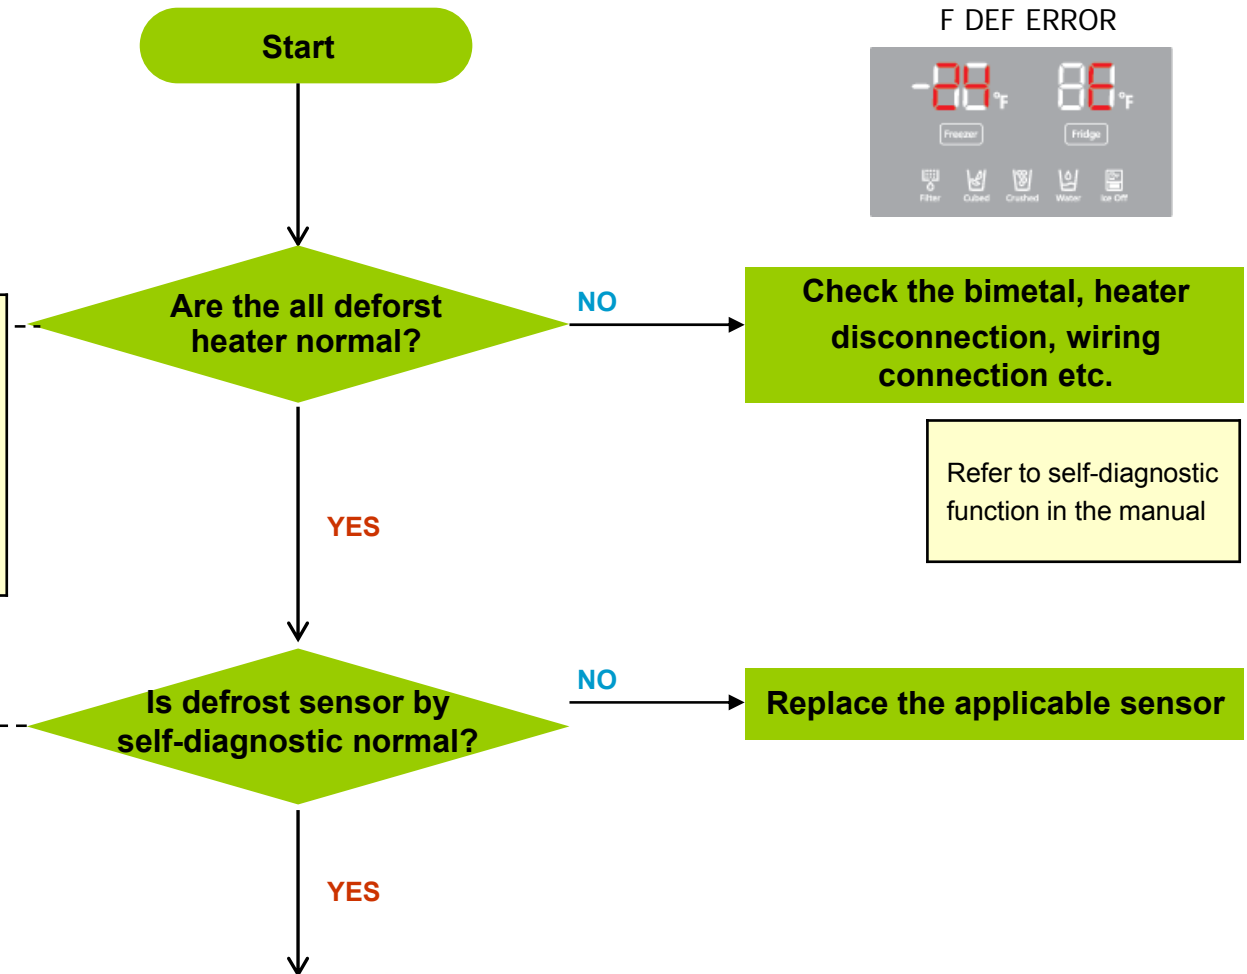 Start
F DEF ERROR
-24 °F
E °F
Freezer
Fridge
Filter
Cubed
Crushed
Water
Ice Off
Are the all deforst
heater normal?
NO
Check the bimetal, heater
disconnection, wiring
connection etc.
Refer to self-diagnostic
function in the manual
YES
Is defrost sensor by
self-diagnostic normal?
NO
Replace the applicable sensor
YES